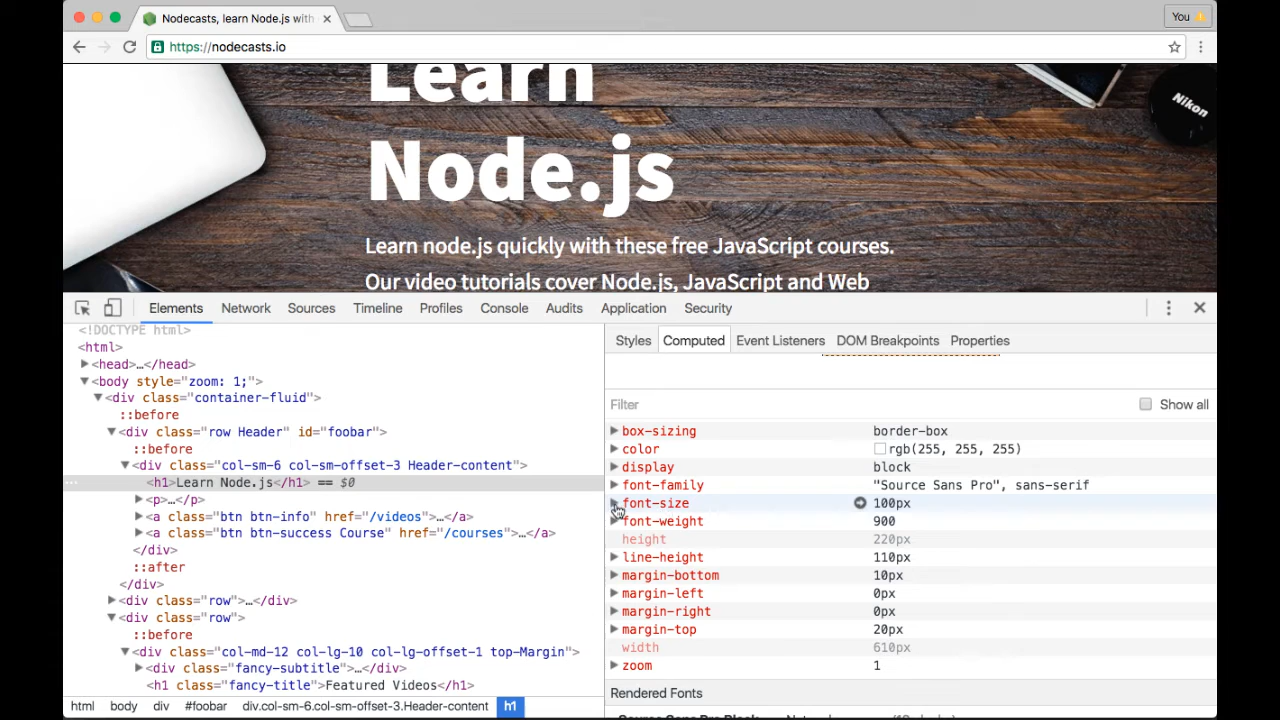 Nodecasts, learn Node.js with
You
https://nodecasts.io
Learn
Node.js
Nikon
Learn node.js quickly with these free JavaScript courses.
Our video tutorials cover Node.js, JavaScript and Web
Elements Network Sources Timeline Profiles Console Audits Application Security
<!DOCTYPE html>
<html>
<head>…</head>
<body style="zoom: 1;">
<div class="container-fluid">
::before
<div class="row Header" id="foobar">
::before
<div class="col-sm-6 col-sm-offset-3 Header-content">
<h1>Learn Node.js</h1> == $0
<p>…</p>
<a class="btn btn-info" href="/videos">…</a>
<a class="btn btn-success Course" href="/courses">…</a>
</div>
::after
</div>
<div class="row">…</div>
<div class="row">
::before
<div class="col-md-12 col-lg-10 col-lg-offset-1 top-Margin">
<div class="fancy-subtitle">…</div>
<h1 class="fancy-title">Featured Videos</h1>
html body div #foobar div.col-sm-6.col-sm-offset-3.Header-content h1
Styles Computed Event Listeners DOM Breakpoints Properties
Filter Show all
box-sizing border-box
color rgb(255, 255, 255)
display block
font-family "Source Sans Pro", sans-serif
font-size 100px
font-weight 900
height 220px
line-height 110px
margin-bottom 10px
margin-left 0px
margin-right 0px
margin-top 20px
width 610px
zoom 1
Rendered Fonts